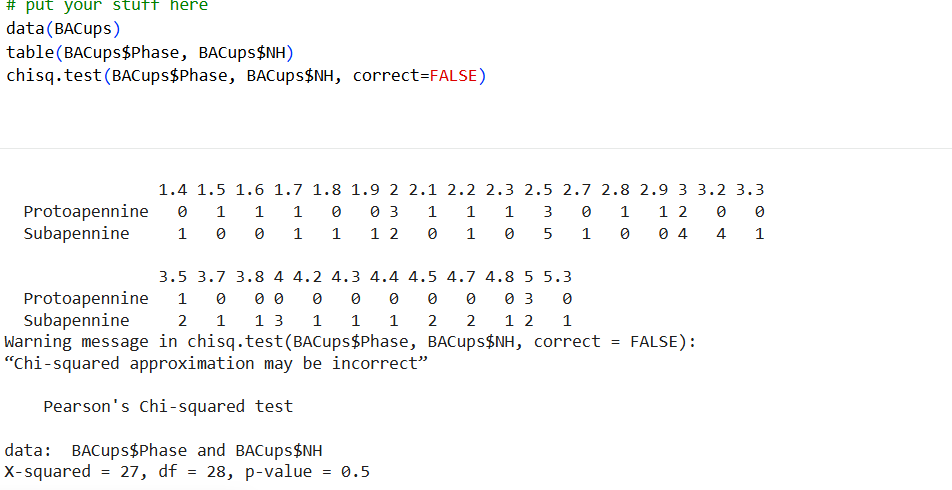 # put your stuff here
data(BACups)
table(BACups$Phase, BACups$NH)
chisq.test(BACups$Phase, BACups$NH, correct=FALSE)
1.4 1.5 1.6 1.7 1.8 1.9 2 2.1 2.2 2.3 2.5 2.7 2.8 2.9 3 3.2 3.3
Protoapennine 0 1 1 1 0 0 3 1 1 1 3 0 1 1 2 0 0
Subapennine 1 0 0 1 1 1 2 0 1 0 5 1 0 0 4 4 1
3.5 3.7 3.8 4 4.2 4.3 4.4 4.5 4.7 4.8 5 5.3
Protoapennine 1 0 0 0 0 0 0 0 0 0 3 0
Subapennine 2 1 1 3 1 1 1 2 2 1 2 1
Warning message in chisq.test(BACups$Phase, BACups$NH, correct = FALSE):
“Chi-squared approximation may be incorrect”
Pearson's Chi-squared test
data: BACups$Phase and BACups$NH
X-squared = 27, df = 28, p-value = 0.5